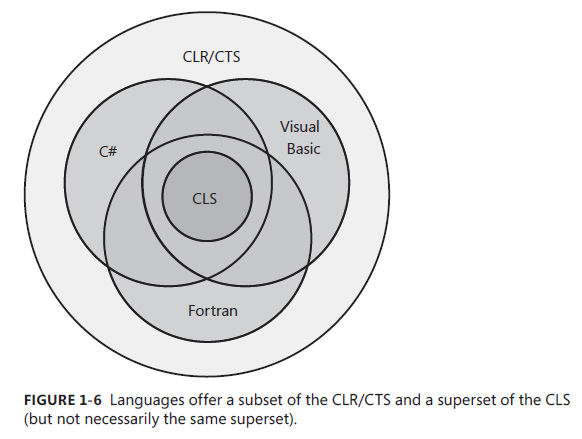 CLR/CTS
C#
Visual
Basic
CLS
Fortran
FIGURE 1-6 Languages offer a subset of the CLR/CTS and a superset of the CLS
(but not necessarily the same superset).